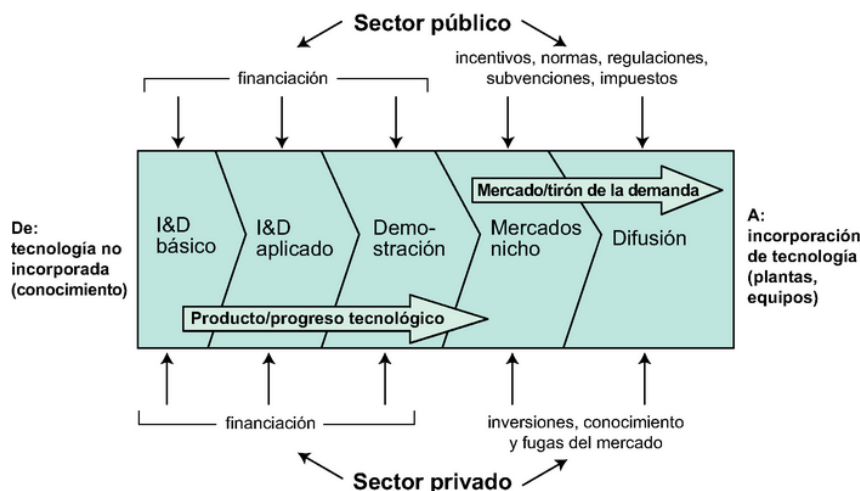 Sector público
financiación
incentivos, normas, regulaciones,
subvenciones, impuestos
Mercado/tirón de la demanda
De:
tecnología no
incorporada
(conocimiento)
I&D
básico
I&D
aplicado
Demo-
stración
Mercados
nicho
Difusión
A:
incorporación
de tecnología
(plantas,
equipos)
Producto/progreso tecnológico
financiación
inversiones, conocimiento
y fugas del mercado
Sector privado